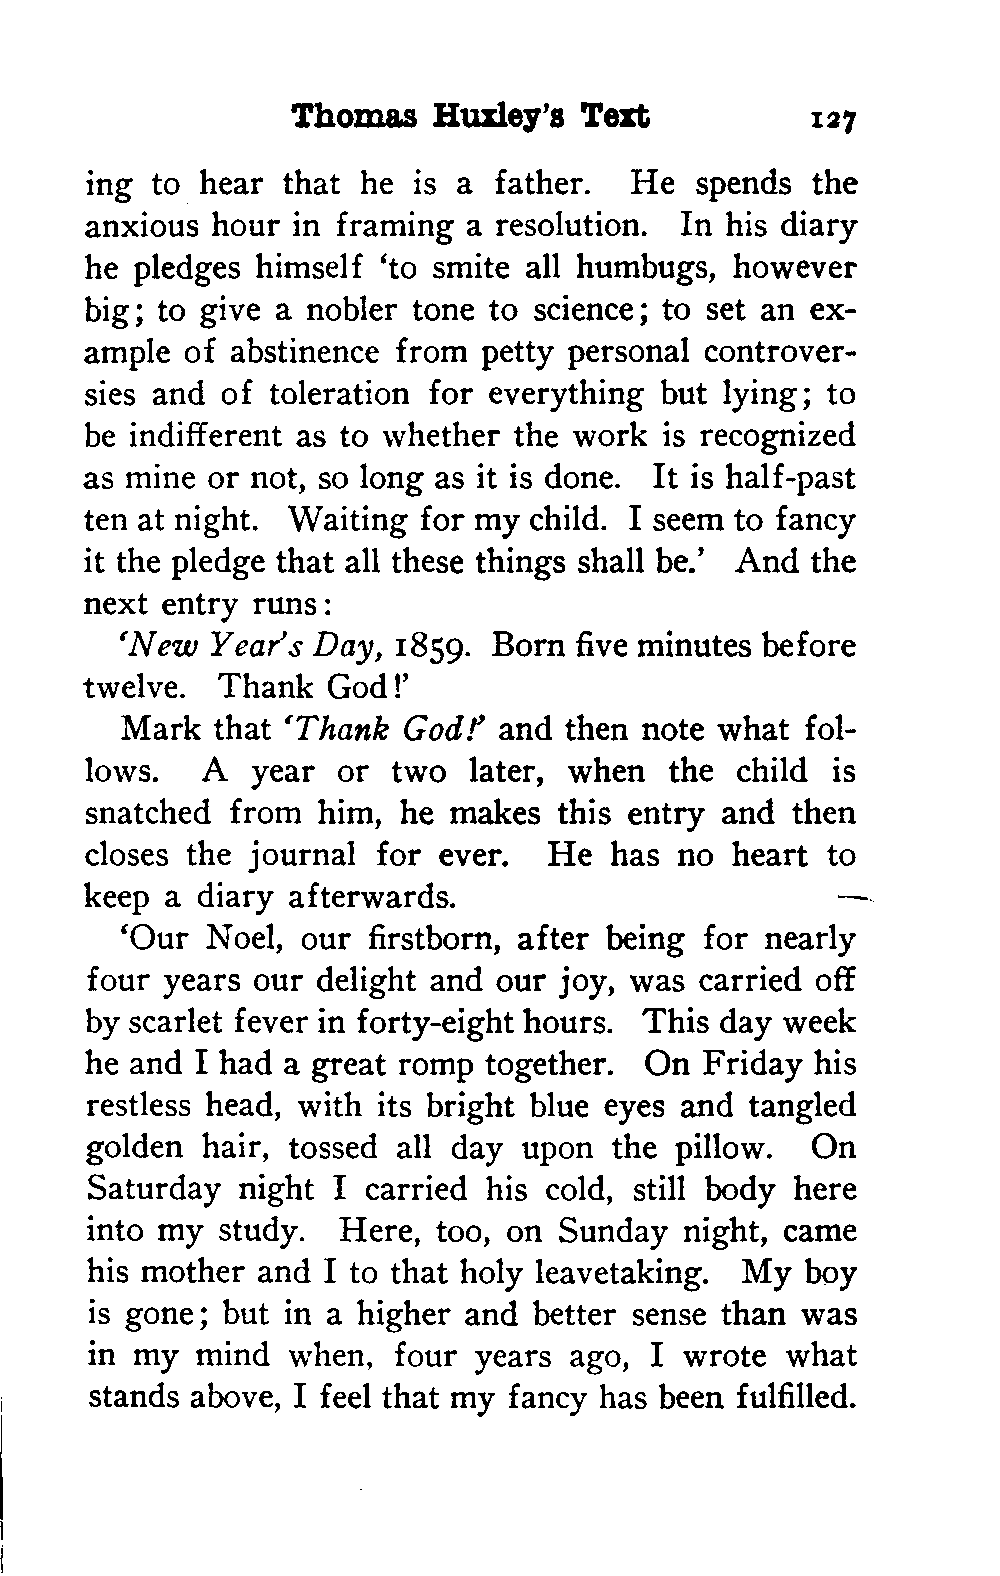 Thomas Huxley's Text 127
ing to hear that he is a father. He spends the
anxious hour in framing a resolution. In his diary
he pledges himself ‘to smite all humbugs, however
big; to give a nobler tone to science; to set an ex-
ample of abstinence from petty personal controver-
sies and of toleration for everything but lying; to
be indifferent as to whether the work is recognized
as mine or not, so long as it is done. It is half-past
ten at night. Waiting for my child. I seem to fancy
it the pledge that all these things shall be.’ And the
next entry runs:
‘New Year's Day, 1859. Born five minutes before
twelve. Thank God!’
Mark that ‘Thank God!’ and then note what fol-
lows. A year or two later, when the child is
snatched from him, he makes this entry and then
closes the journal for ever. He has no heart to
keep a diary afterwards.
‘Our Noel, our firstborn, after being for nearly
four years our delight and our joy, was carried off
by scarlet fever in forty-eight hours. This day week
he and I had a great romp together. On Friday his
restless head, with its bright blue eyes and tangled
golden hair, tossed all day upon the pillow. On
Saturday night I carried his cold, still body here
into my study. Here, too, on Sunday night, came
his mother and I to that holy leavetaking. My boy
is gone; but in a higher and better sense than was
in my mind when, four years ago, I wrote what
stands above, I feel that my fancy has been fulfilled.